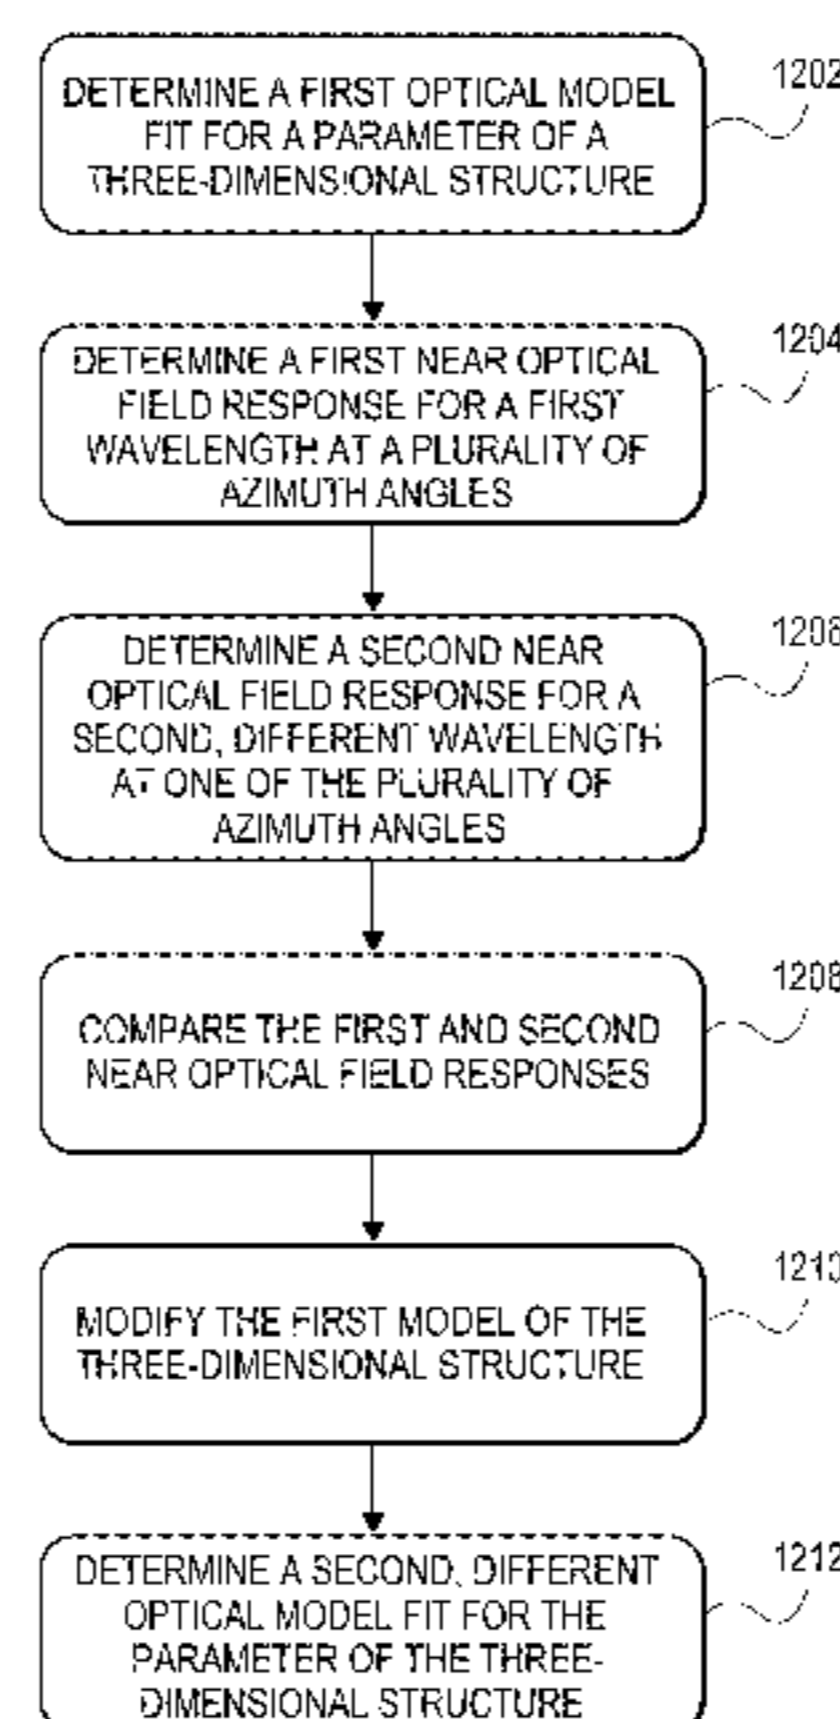 DETERMINE A FIRST OPTICAL MODEL
FIT FOR A PARAMETER OF A
THREE-DIMENSIONAL STRUCTURE
1202
DETERMINE A FIRST NEAR OPTICAL
FIELD RESPONSE FOR A FIRST
WAVELENGTH AT A PLURALITY OF
AZIMUTH ANGLES
1204
DETERMINE A SECOND NEAR
OPTICAL FIELD RESPONSE FOR A
SECOND, DIFFERENT WAVELENGTH
AT ONE OF THE PLURALITY OF
AZIMUTH ANGLES
1206
COMPARE THE FIRST AND SECOND
NEAR OPTICAL FIELD RESPONSES
1208
MODIFY THE FIRST MODEL OF THE
THREE-DIMENSIONAL STRUCTURE
1210
DETERMINE A SECOND, DIFFERENT
OPTICAL MODEL FIT FOR THE
PARAMETER OF THE THREE-
DIMENSIONAL STRUCTURE
1212